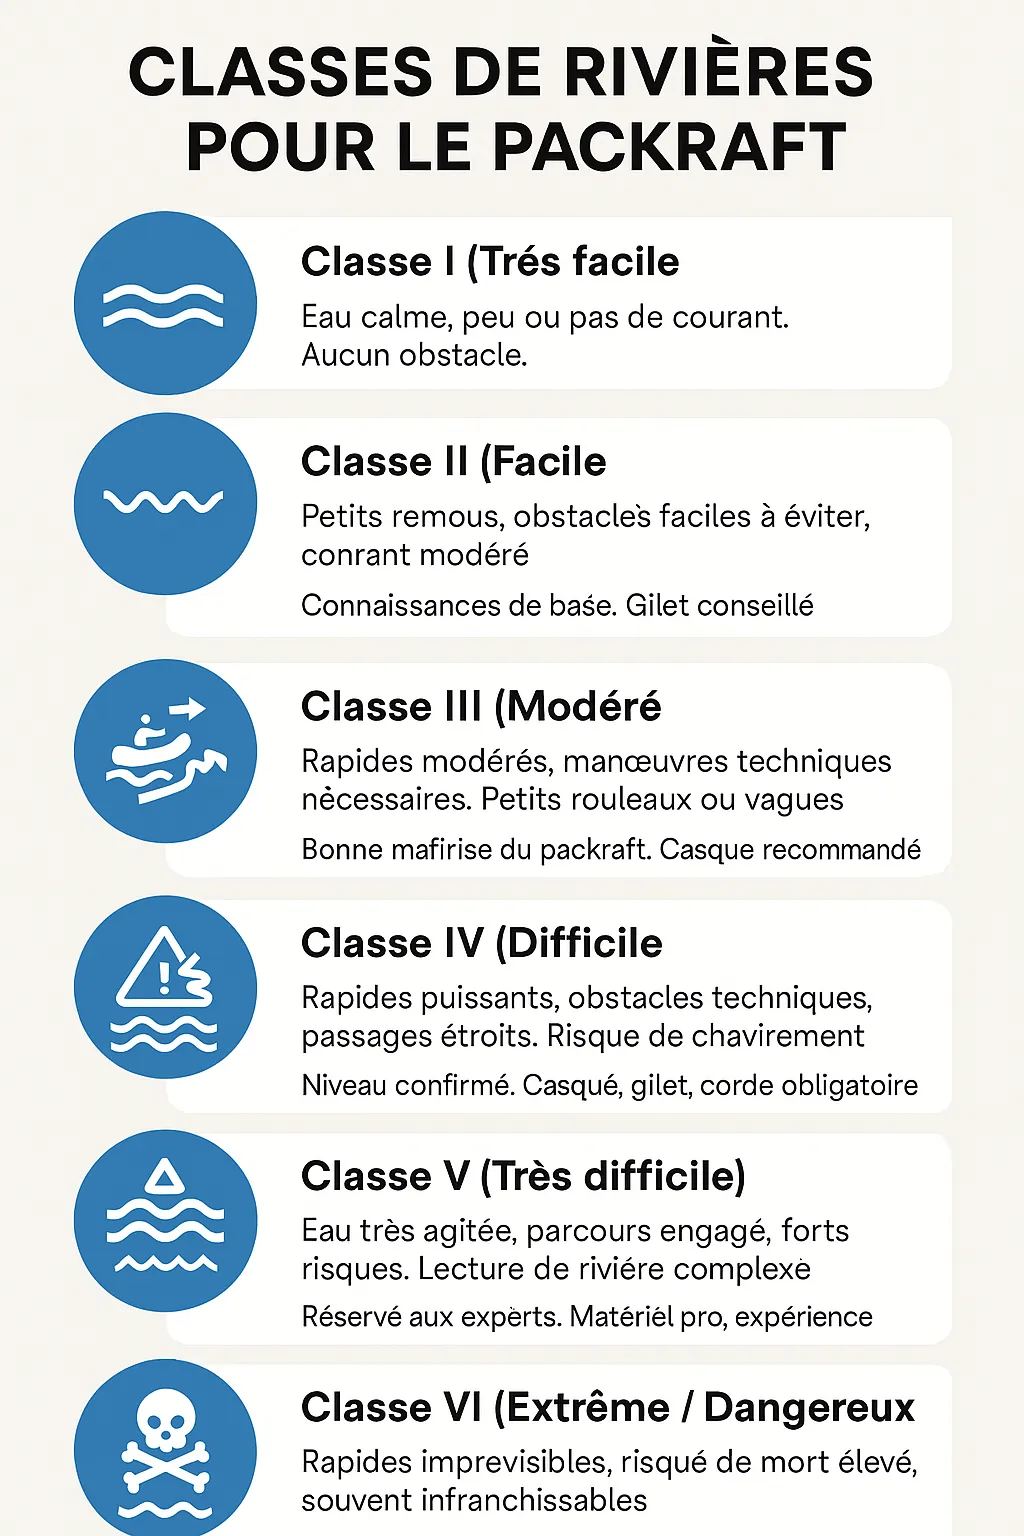 CLASSES DE RIVIÈRES
POUR LE PACKRAFT
Classe I (Trés facile
Eau calme, peu ou pas de courant.
Aucun obstacle.
Classe II (Facile
Petits remous, obstaclès faciles à éviter,
conrant modéré
Connaissances de baśe. Gilet conseillé
Classe III (Modéré
Rapides modérés, manœuvres techniques
nècessaires. Petits rouleaux ou vagues
Bonne mafirise du packraft. Casque recommandé
Classe IV (Difficile
Rapides puissants, obstacles techniques,
passages étroits. Risque de chavirement
Niveau confirmé. Casqué, gilet, corde obligatoire
Classe V (Très difficile)
Eau très agitée, parcours engagé, forts
risques. Lecture de riviére complexè
Réservé aux expèrts. Matériél pro, expérience
Classe VI (Extrême / Dangereux
Rapides imprevisibles, risqué de mort élevé,
souvent infranchissables